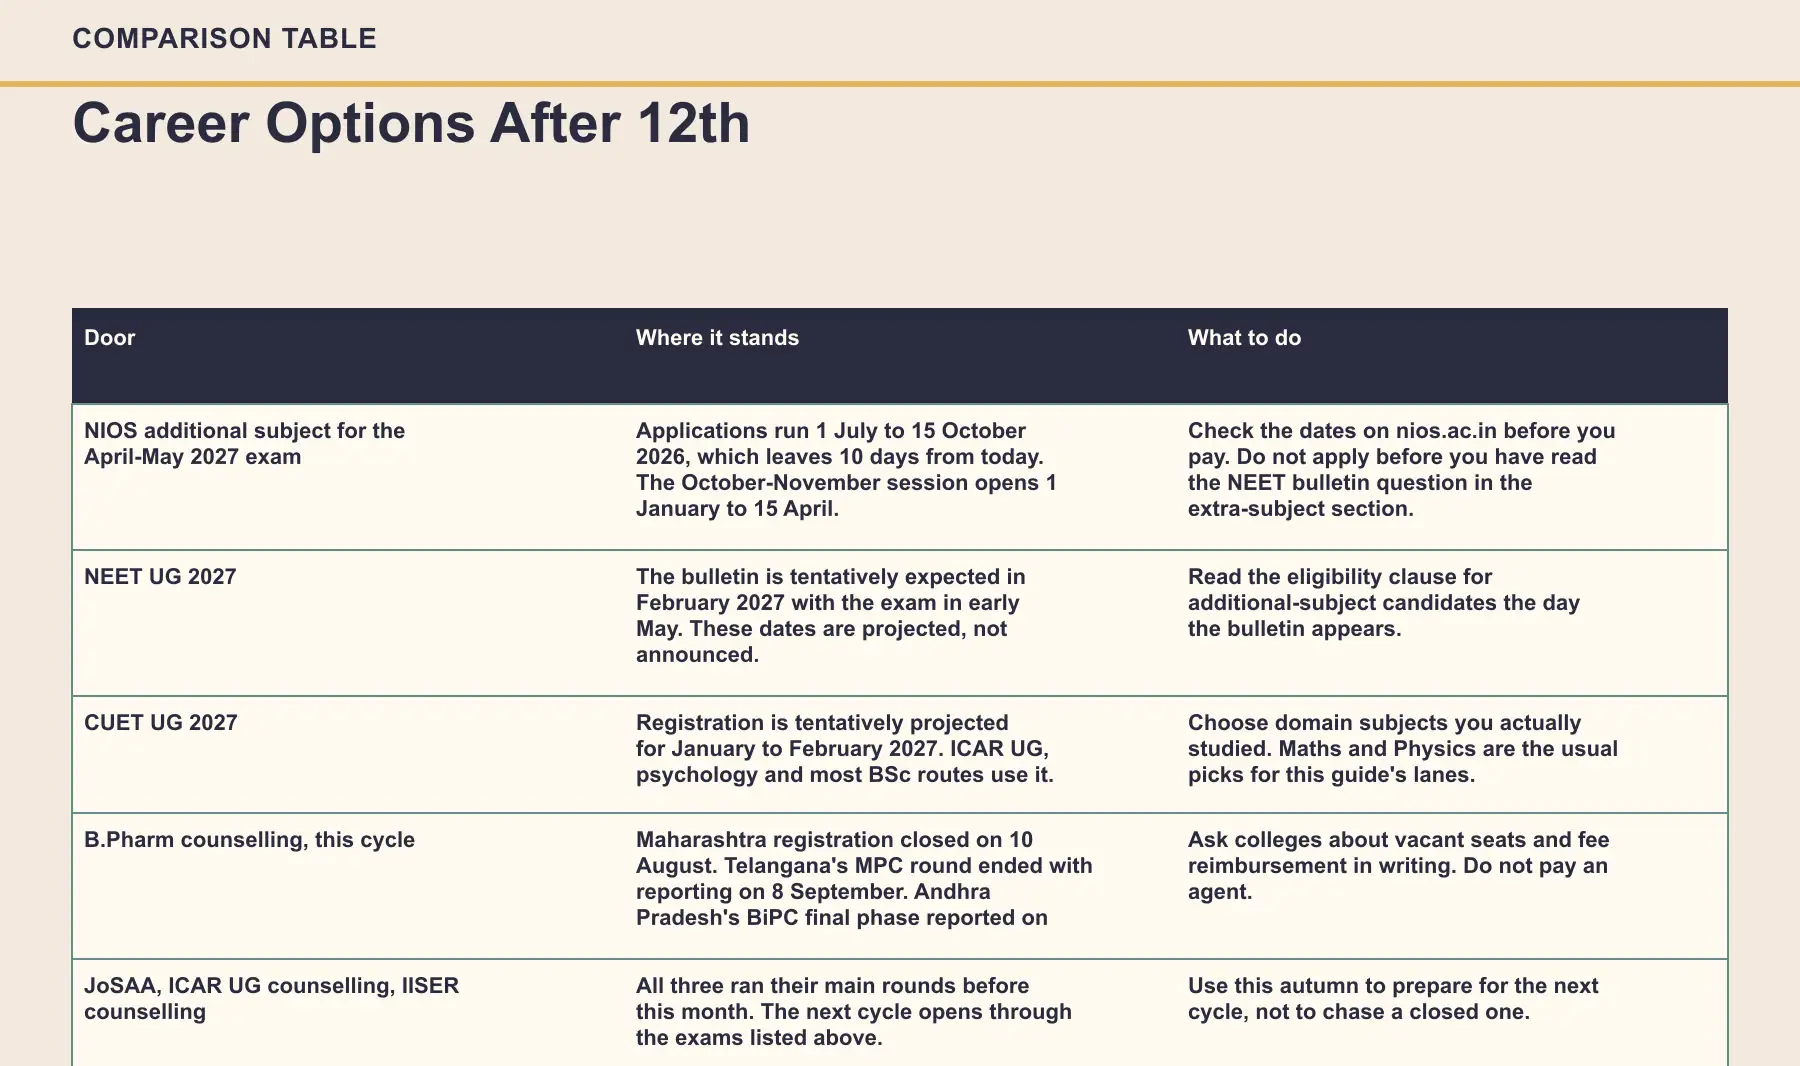 COMPARISON TABLE
Career Options After 12th
Door
Where it stands
What to do
NIOS additional subject for the
April-May 2027 exam
Applications run 1 July to 15 October
2026, which leaves 10 days from today.
The October-November session opens 1
January to 15 April.
Check the dates on nios.ac.in before you
pay. Do not apply before you have read
the NEET bulletin question in the
extra-subject section.
NEET UG 2027
The bulletin is tentatively expected in
February 2027 with the exam in early
May. These dates are projected, not
announced.
Read the eligibility clause for
additional-subject candidates the day
the bulletin appears.
CUET UG 2027
Registration is tentatively projected
for January to February 2027. ICAR UG,
psychology and most BSc routes use it.
Choose domain subjects you actually
studied. Maths and Physics are the usual
picks for this guide's lanes.
B.Pharm counselling, this cycle
Maharashtra registration closed on 10
August. Telangana's MPC round ended with
reporting on 8 September. Andhra
Pradesh's BiPC final phase reported on
Ask colleges about vacant seats and fee
reimbursement in writing. Do not pay an
agent.
JoSAA, ICAR UG counselling, IISER
counselling
All three ran their main rounds before
this month. The next cycle opens through
the exams listed above.
Use this autumn to prepare for the next
cycle, not to chase a closed one.